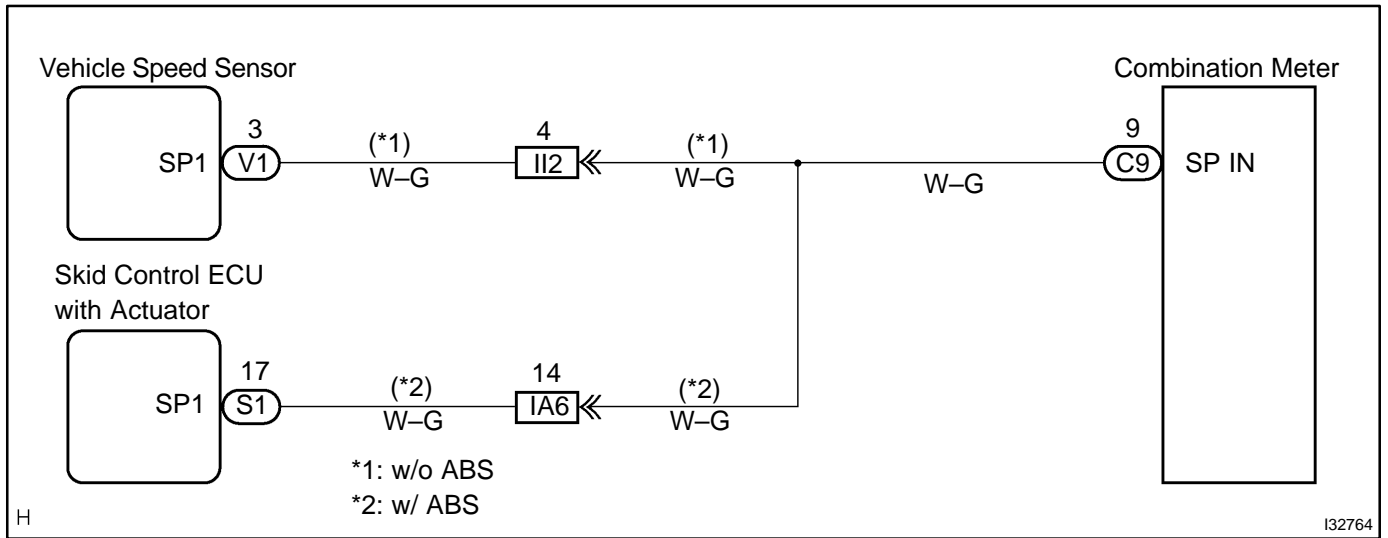 Vehicle Speed Sensor
Combination Meter
3
(*1)
4
(*1)
9
SP1
V1
II2
C9
SP IN
W–G
W–G
W–G
Skid Control ECU
with Actuator
17
(*2)
14
(*2)
SP1
S1
IA6
W–G
W–G
*1: w/o ABS
*2: w/ ABS
H
I32764